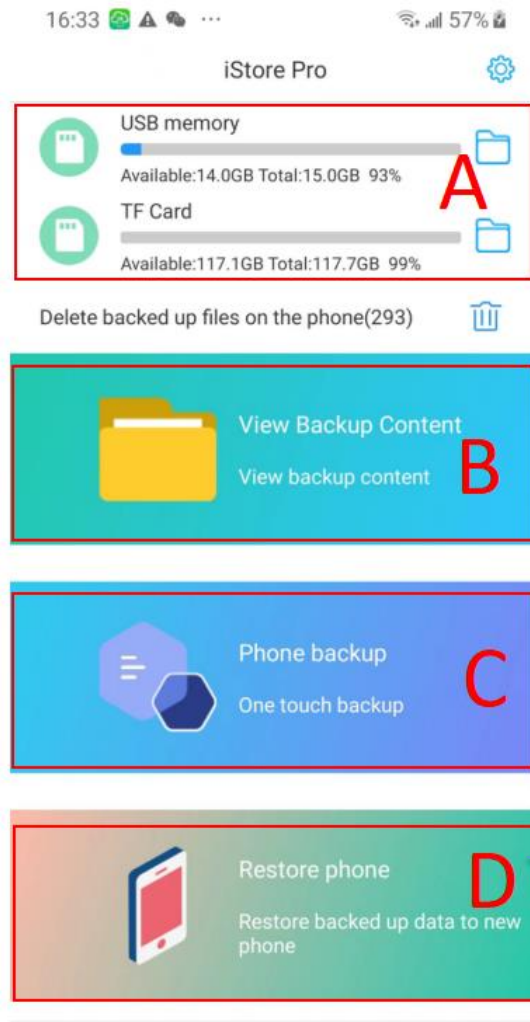 16:33 ... 57%
iStore Pro
USB memory
Available:14.0GB Total:15.0GB 93%
A
TF Card
Available:117.1GB Total:117.7GB 99%
Delete backed up files on the phone(293)
View Backup Content
View backup content
B
Phone backup
One touch backup
C
Restore phone
D
Restore backed up data to new
phone